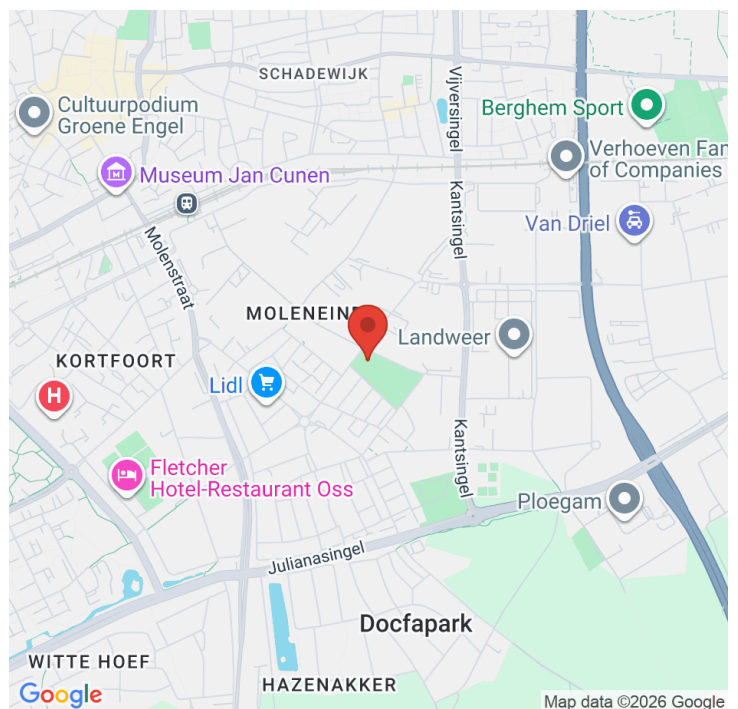 SCHADEWIJK
Vijversingel
Cultuurpodium
Groene Engel
Berghem Sport
Verhoeven Fam
of Companies
Museum Jan Cunen
M
Kantsingel
Van Driel
Molenstraat
MOLENEIND
Landweer
KORTFOORT
Lidl
H
Kantsingel
Fletcher
Hotel-Restaurant Oss
Ploegam
Julianasingel
Docfapark
WITTE HOEF
HAZENAKKER
Google
Map data ©2026 Google